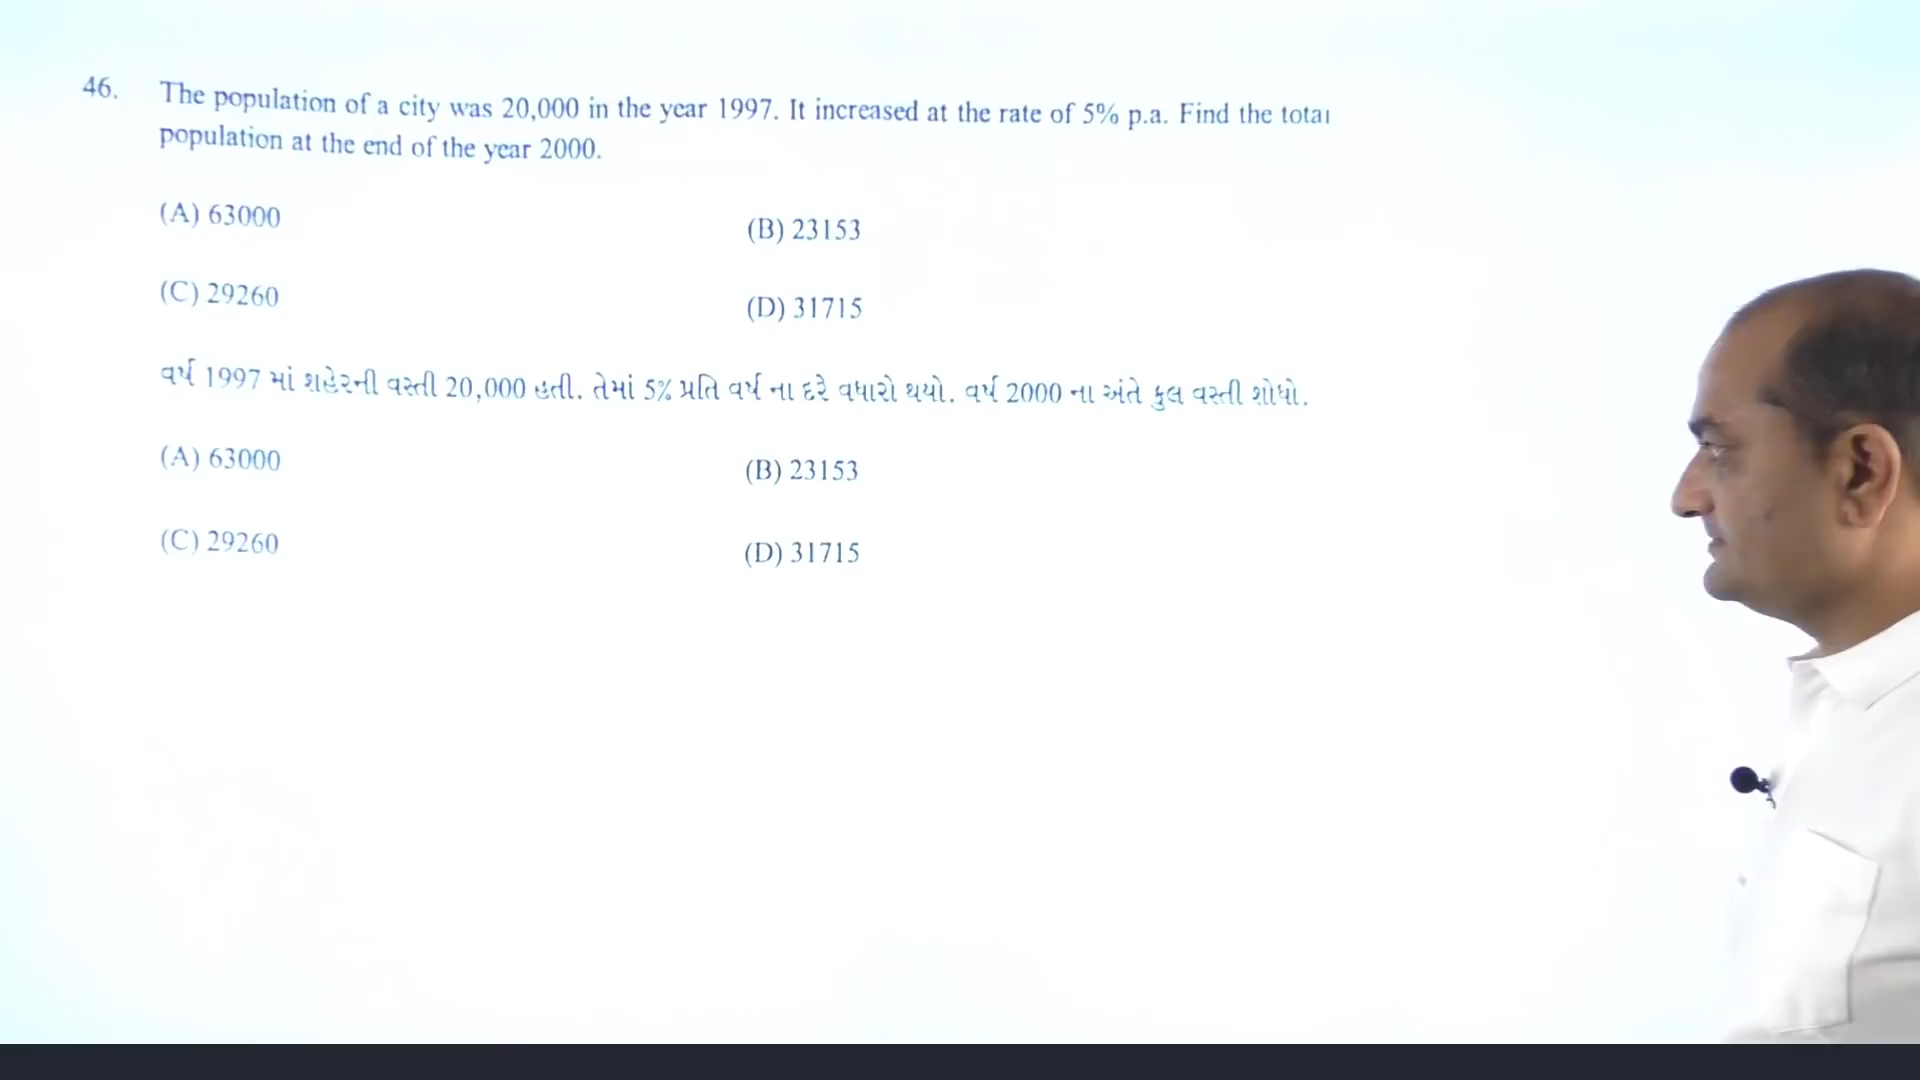 46. The population of a city was 20,000 in the year 1997. It increased at the rate of 5% p.a. Find the total
population at the end of the year 2000.
(A) 63000 (B) 23153
(C) 29260 (D) 31715
વર્ષ 1997 માં શહેરની વસ્તી 20,000 હતી. તેમાં 5% પ્રતિ વર્ષ ના દરે વધારો થયો. વર્ષ 2000 ના અંતે કુલ વસ્તી શોધો.
(A) 63000 (B) 23153
(C) 29260 (D) 31715